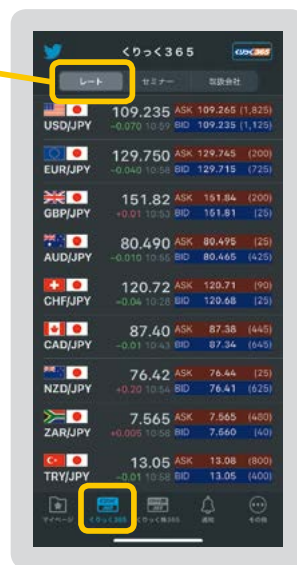 くりっく365
くりっく365
レート セミナー 取扱会社
109.235 ASK 109.265 (1,825)
USD/JPY -0.070 10:59 BID 109.235 (1,125)
129.750 ASK 129.745 (200)
EUR/JPY -0.040 10:58 BID 129.715 (725)
151.82 ASK 151.84 (200)
GBP/JPY +0.01 10:53 BID 151.81 (25)
80.490 ASK 80.495 (25)
AUD/JPY -0.010 10:55 BID 80.465 (425)
120.72 ASK 120.71 (90)
CHF/JPY -0.04 10:28 BID 120.68 (25)
87.40 ASK 87.38 (445)
CAD/JPY -0.01 10:43 BID 87.34 (645)
76.42 ASK 76.44 (25)
NZD/JPY +0.20 10:54 BID 76.41 (625)
7.565 ASK 7.565 (480)
ZAR/JPY +0.005 10:58 BID 7.560 (40)
13.05 ASK 13.08 (800)
TRY/JPY -0.01 10:58 BID 13.05 (400)
マイページ くりっく365 くりっく株365 通知 その他